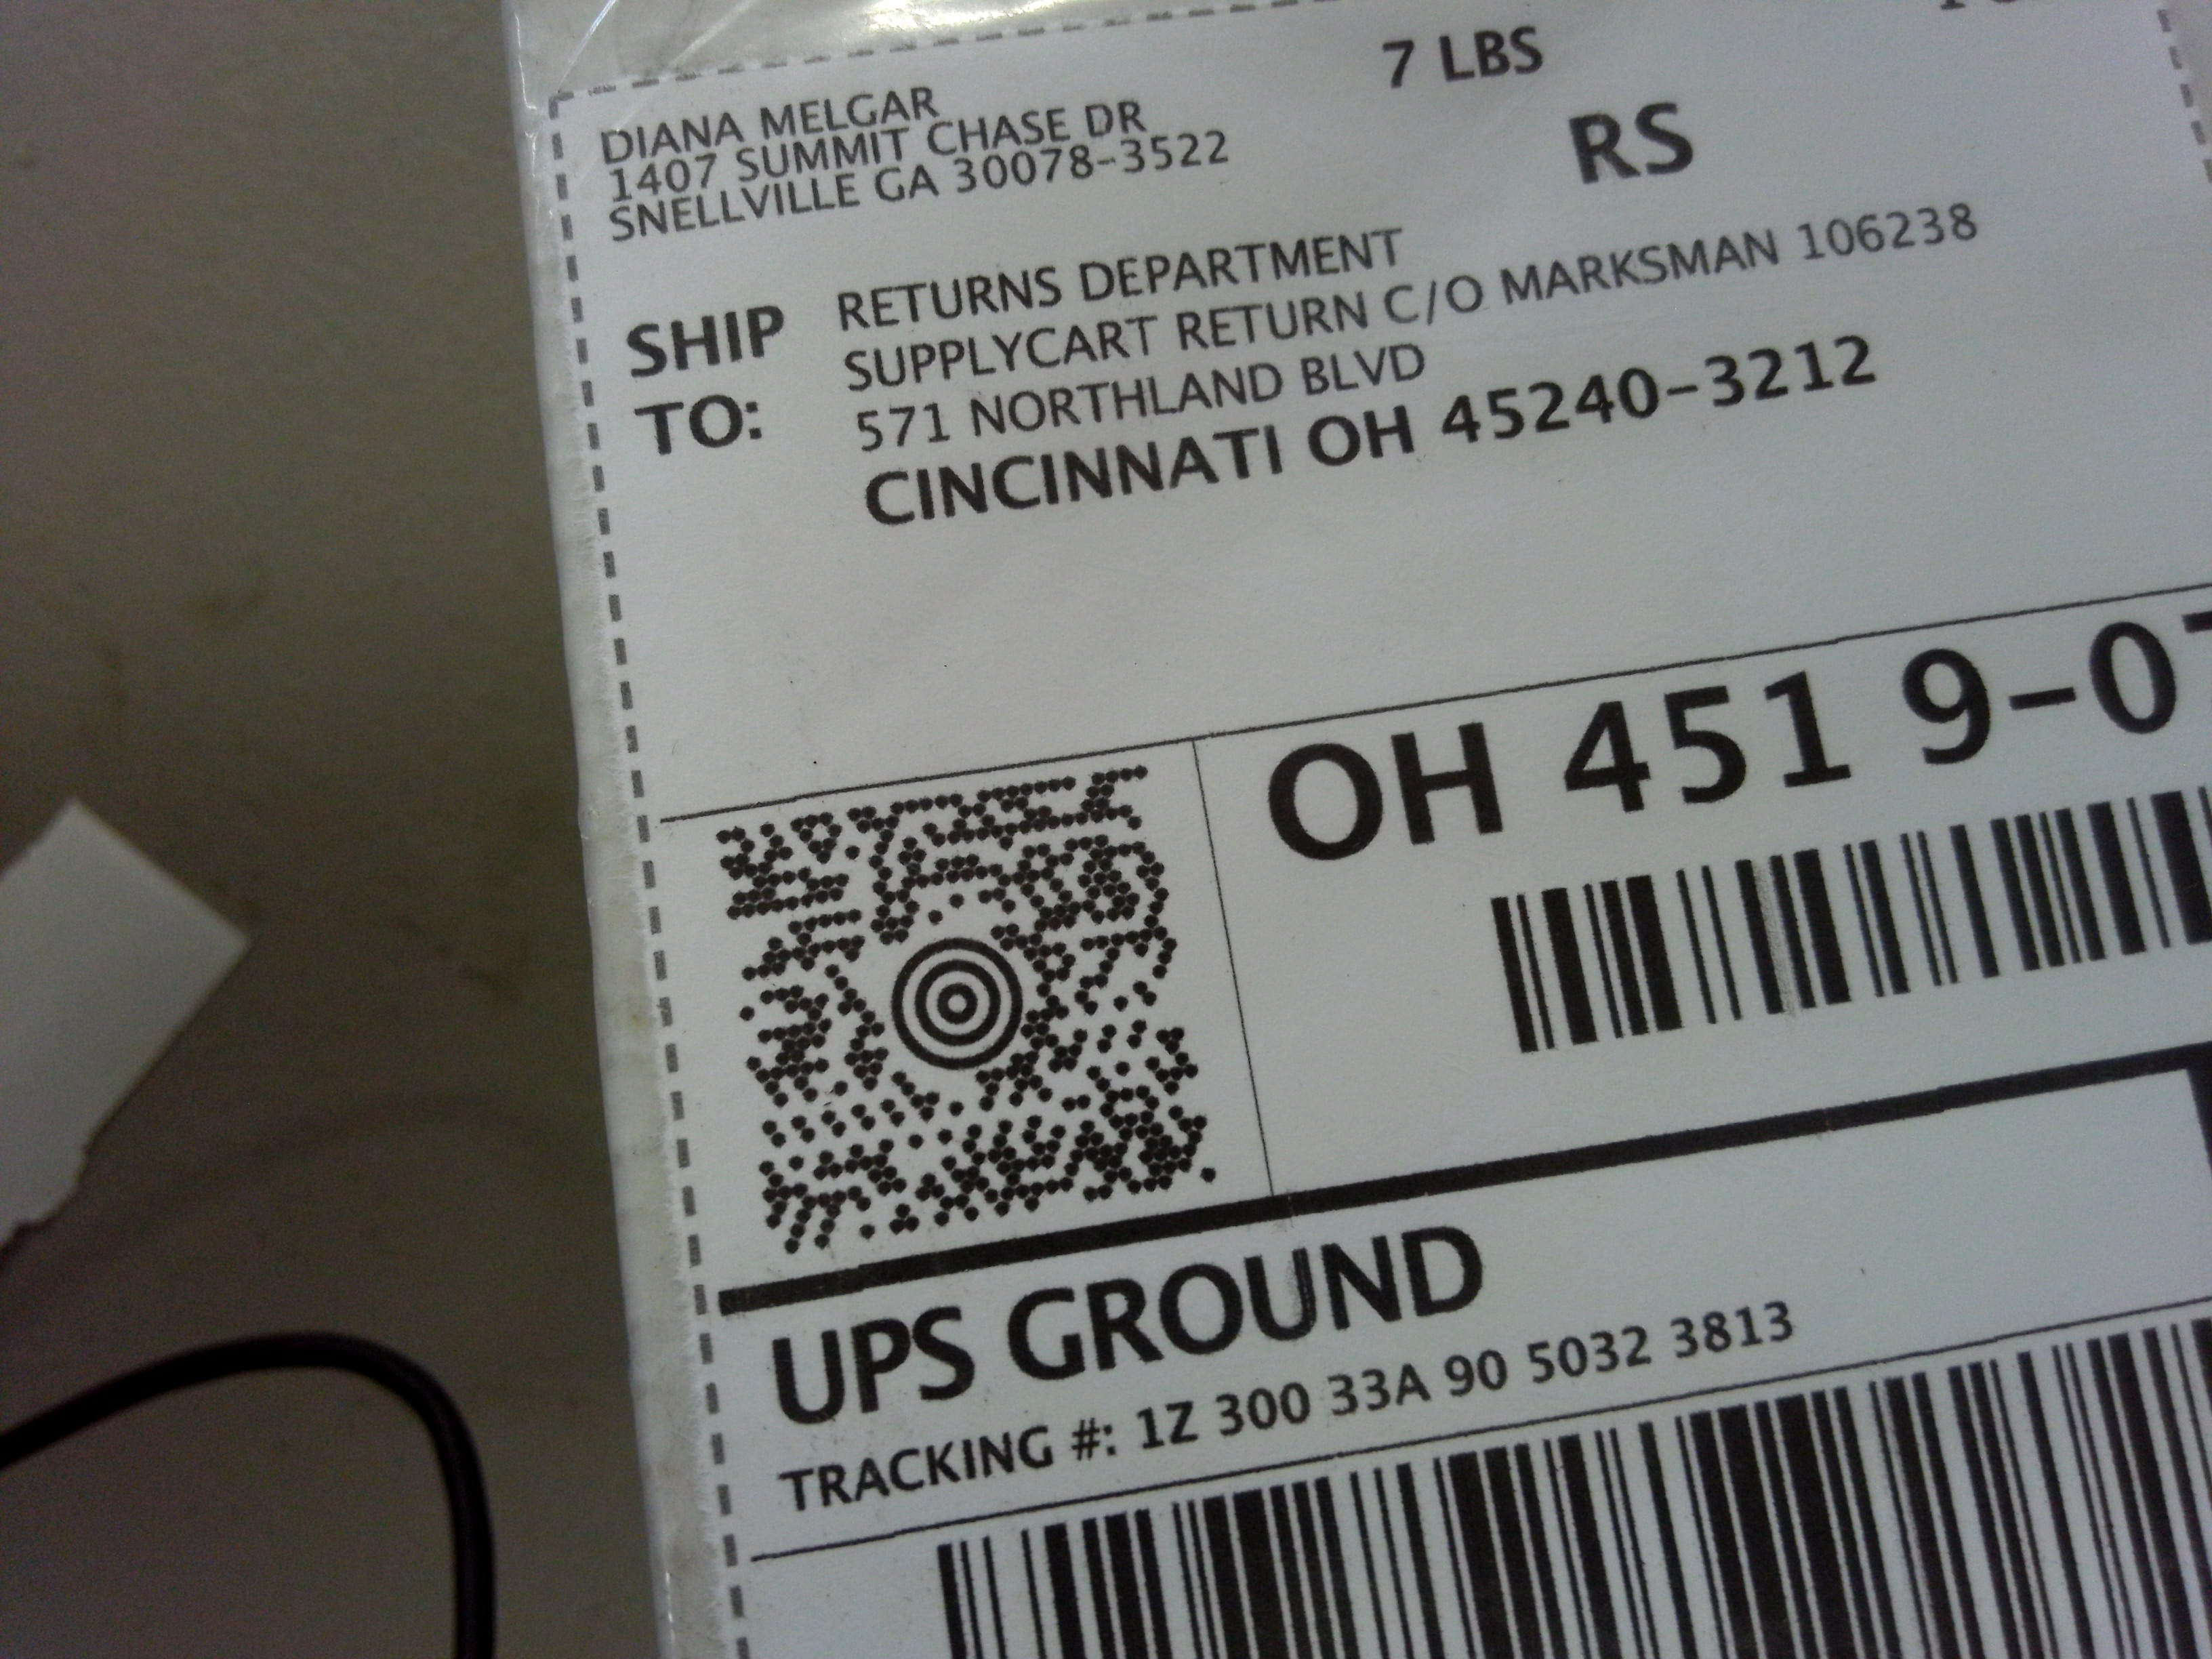 7 LBS
DIANA MELGAR
1407 SUMMIT CHASE DR
SNELLVILLE GA 30078-3522
RS
SHIP TO:
RETURNS DEPARTMENT
SUPPLYCART RETURN C/O MARKSMAN 106238
571 NORTHLAND BLVD
CINCINNATI OH 45240-3212
OH 451 9-0
UPS GROUND
TRACKING #: 1Z 300 33A 90 5032 3813